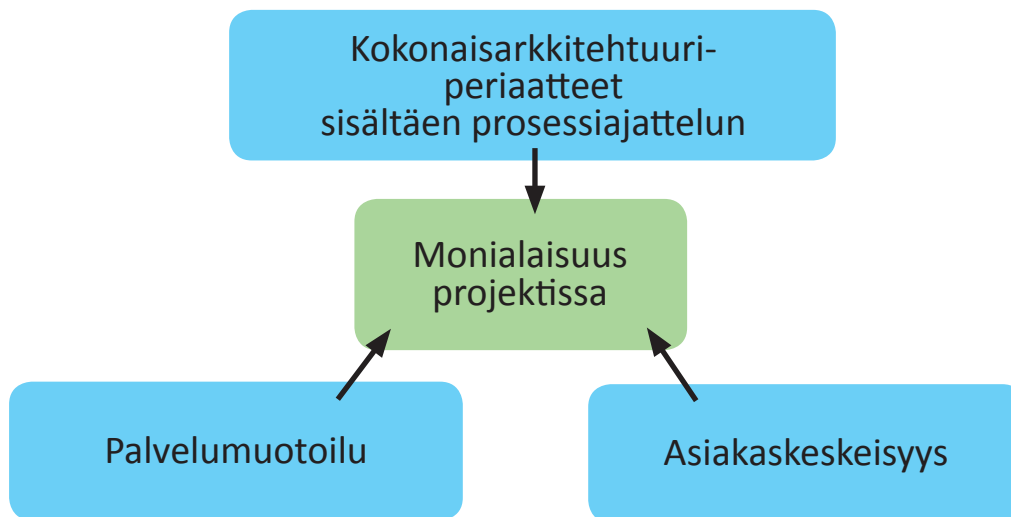 Kokonaisarkkitehtuuri-
periaatteet
sisältäen prosessiajattelun
Monialaisuus
projektissa
Palvelumuotoilu
Asiakaskeskeisyys